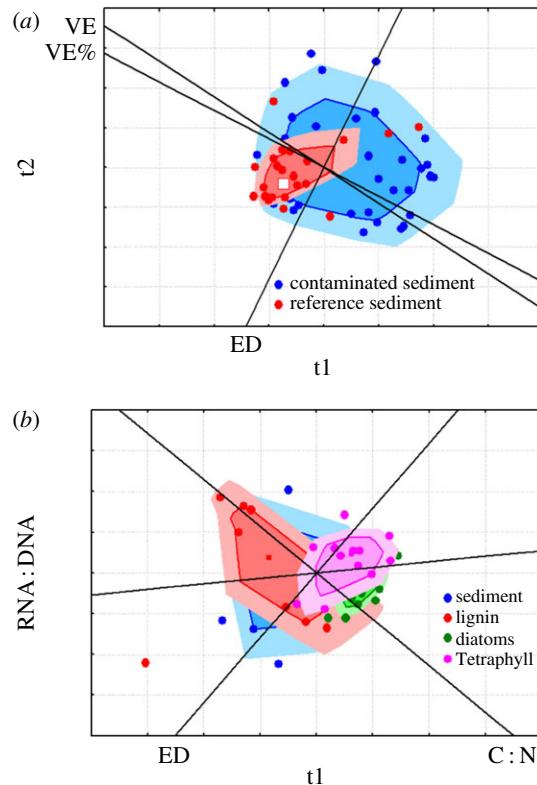 (a)
VE
VE%
t2
contaminated sediment
reference sediment
ED
t1
(b)
RNA:DNA
sediment
lignin
diatoms
Tetraphyll
ED
C:N
t1